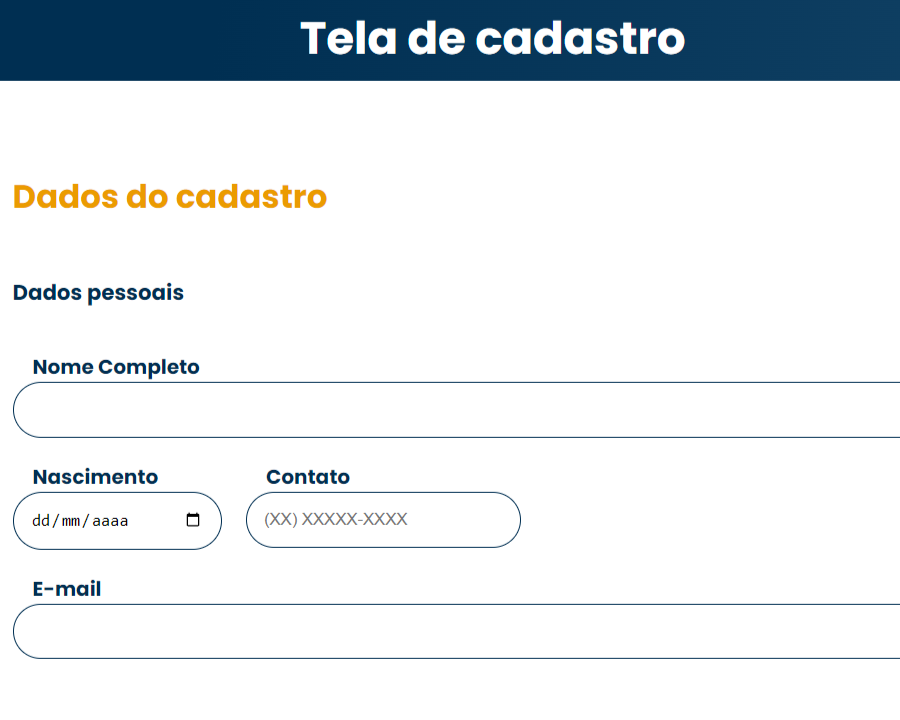 Tela de cadastro
Dados do cadastro
Dados pessoais
Nome Completo
Nascimento Contato
dd/mm/aaaa (XX) XXXXX-XXXX
E-mail